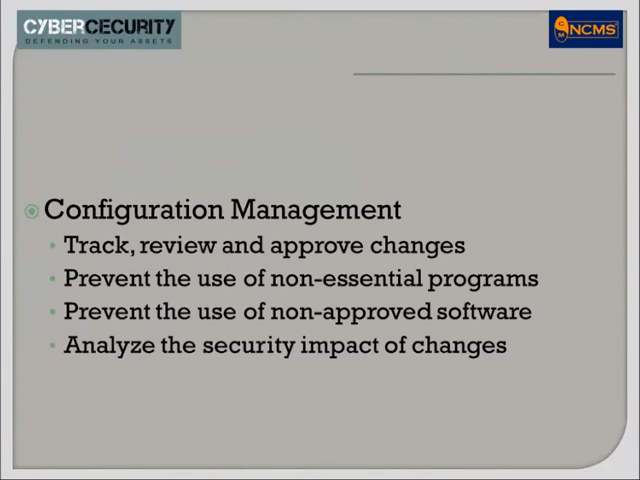 CYBERCECURITY
DEFENDING YOUR ASSETS
NCMS
Configuration Management
Track, review and approve changes
Prevent the use of non-essential programs
Prevent the use of non-approved software
Analyze the security impact of changes